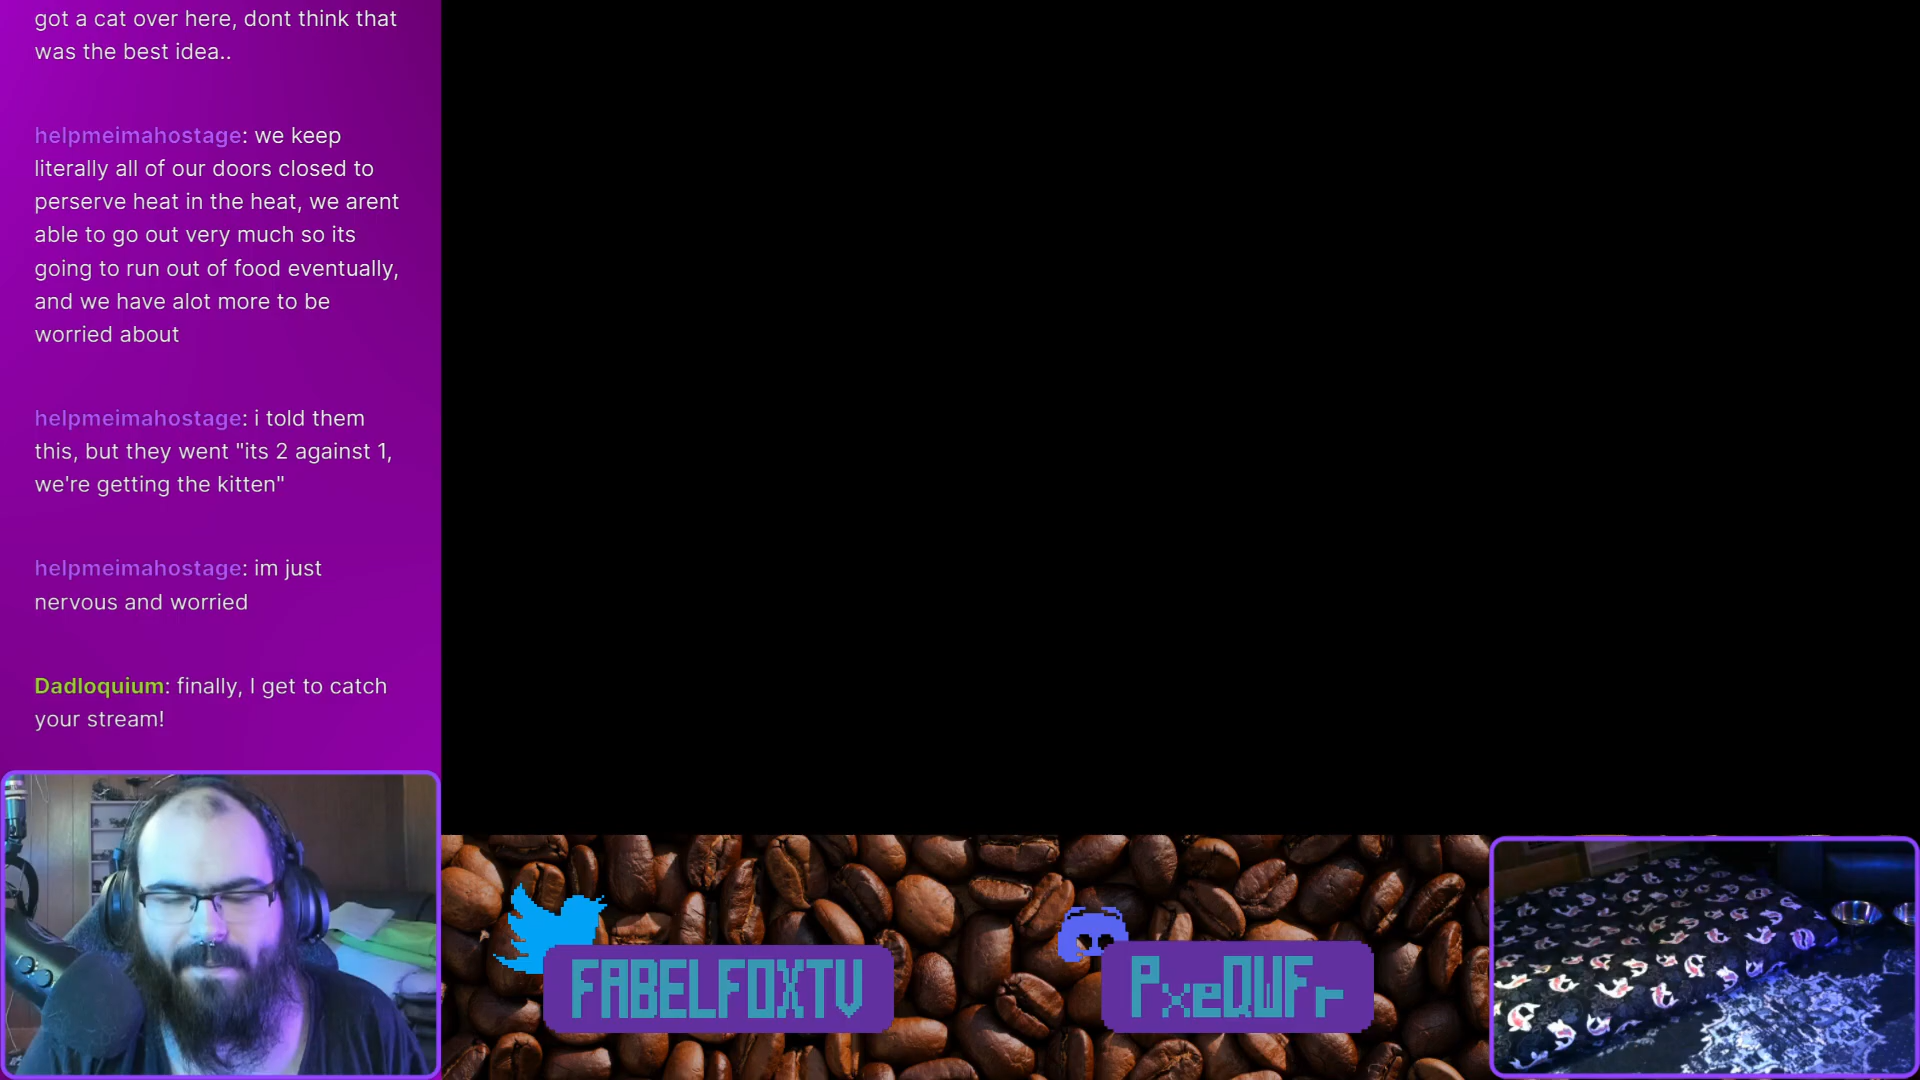 got a cat over here, dont think that
was the best idea..
helpmeimahostage: we keep
literally all of our doors closed to
perserve heat in the heat, we arent
able to go out very much so its
going to run out of food eventually,
and we have alot more to be
worried about
helpmeimahostage: i told them
this, but they went "its 2 against 1,
we're getting the kitten"
helpmeimahostage: im just
nervous and worried
Dadloquium: finally, I get to catch
your stream!
FABELFOXTV
PxeQWFr